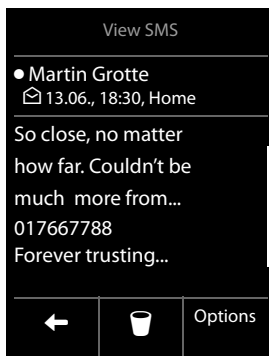 View SMS
Martin Grotte
13.06., 18:30, Home
So close, no matter
how far. Couldn't be
much more from...
017667788
Forever trusting...
Options